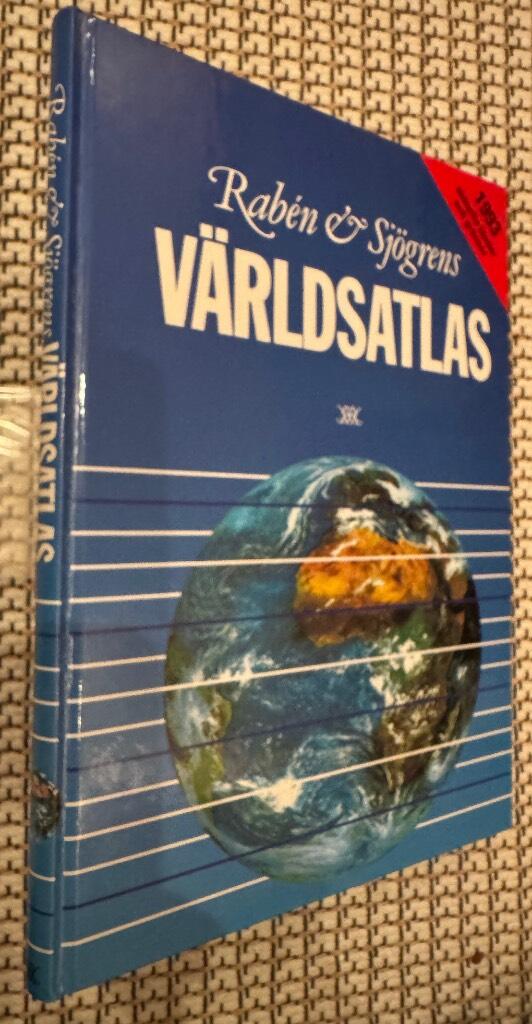 Rabén & Sjögrens
VÄRLDSATLAS
1993
Rabén & Sjögrens VÄRLDSATLAS